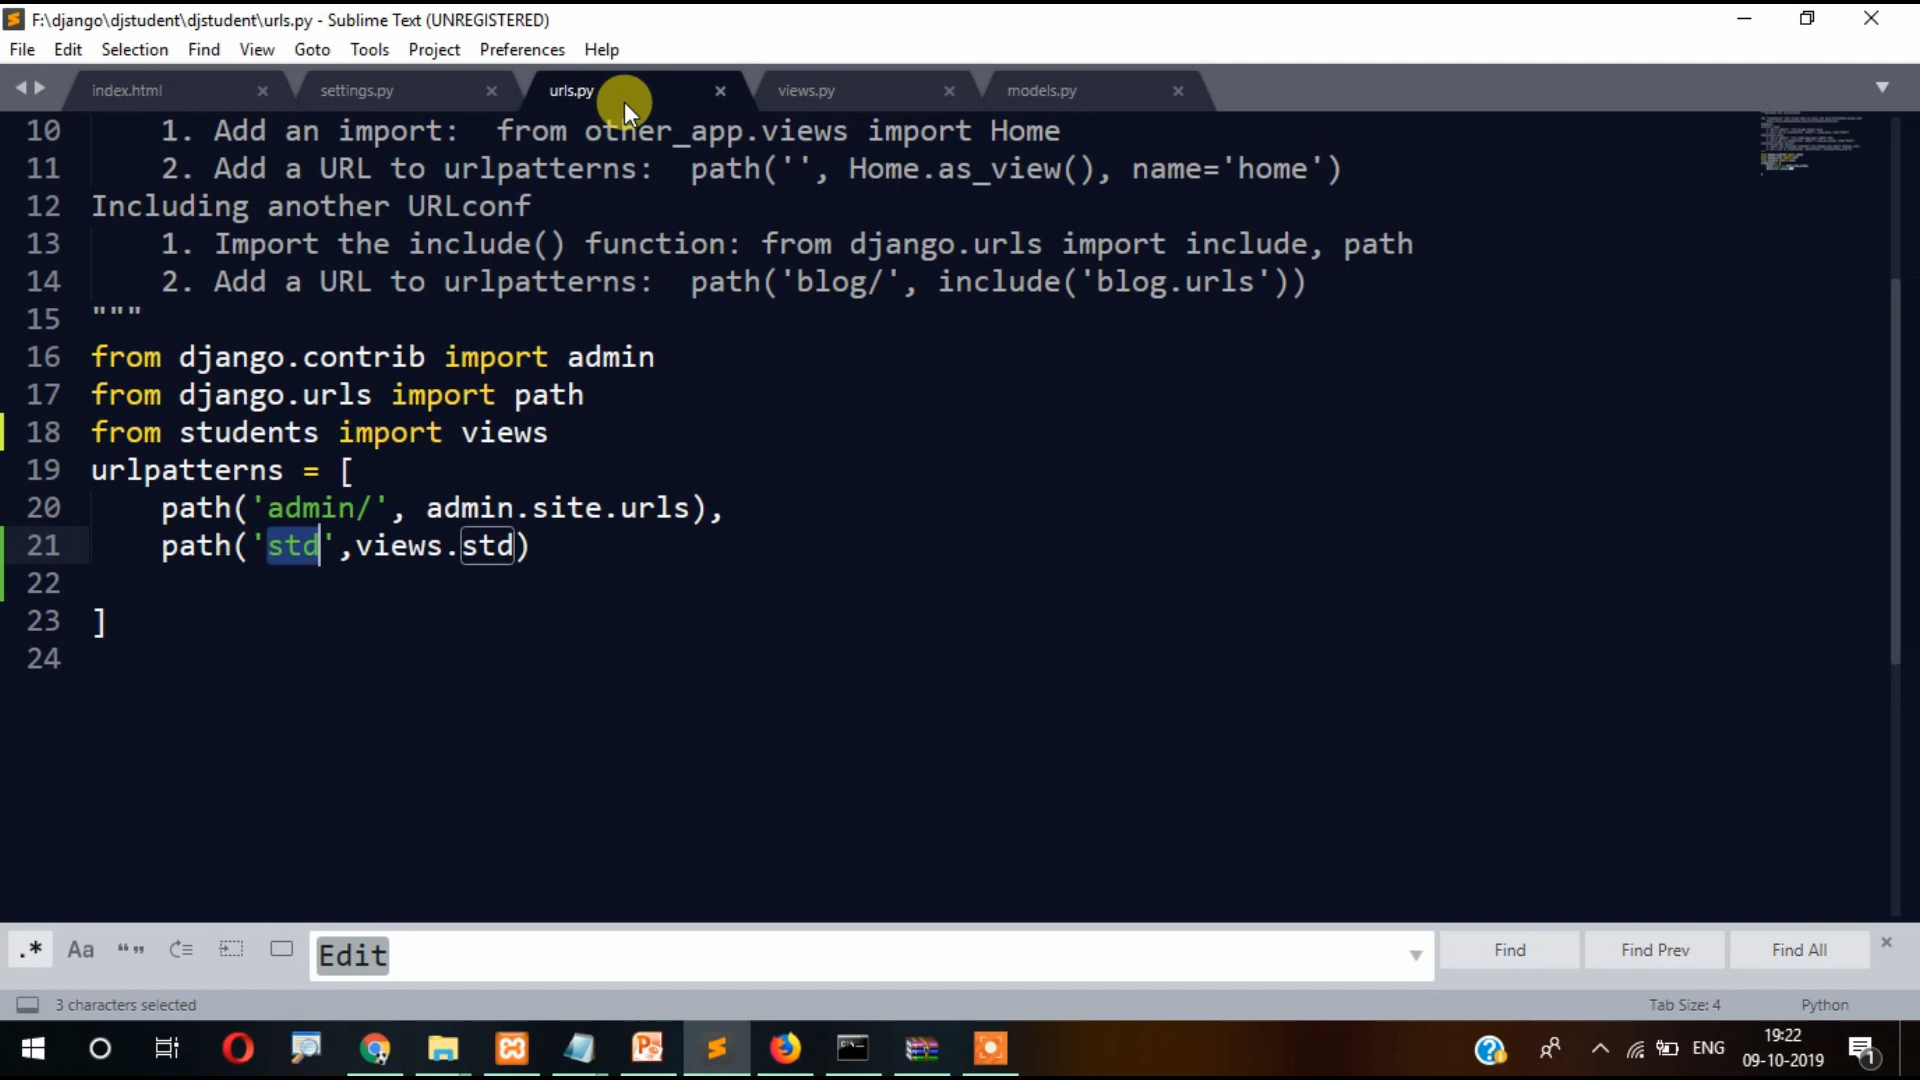 F:\django\djstudent\djstudent\urls.py - Sublime Text (UNREGISTERED)
File Edit Selection Find View Goto Tools Project Preferences Help
index.html settings.py urls.py views.py models.py
10 1. Add an import:  from other_app.views import Home
11 2. Add a URL to urlpatterns:  path('', Home.as_view(), name='home')
12 Including another URLconf
13 1. Import the include() function: from django.urls import include, path
14 2. Add a URL to urlpatterns:  path('blog/', include('blog.urls'))
15 """
16 from django.contrib import admin
17 from django.urls import path
18 from students import views
19 urlpatterns = [
20 path('admin/', admin.site.urls),
21 path('std',views.std)
22
23 ]
24
.* Aa “” Edit Find Find Prev Find All
3 characters selected Tab Size: 4 Python
ENG 19:22
09-10-2019 1